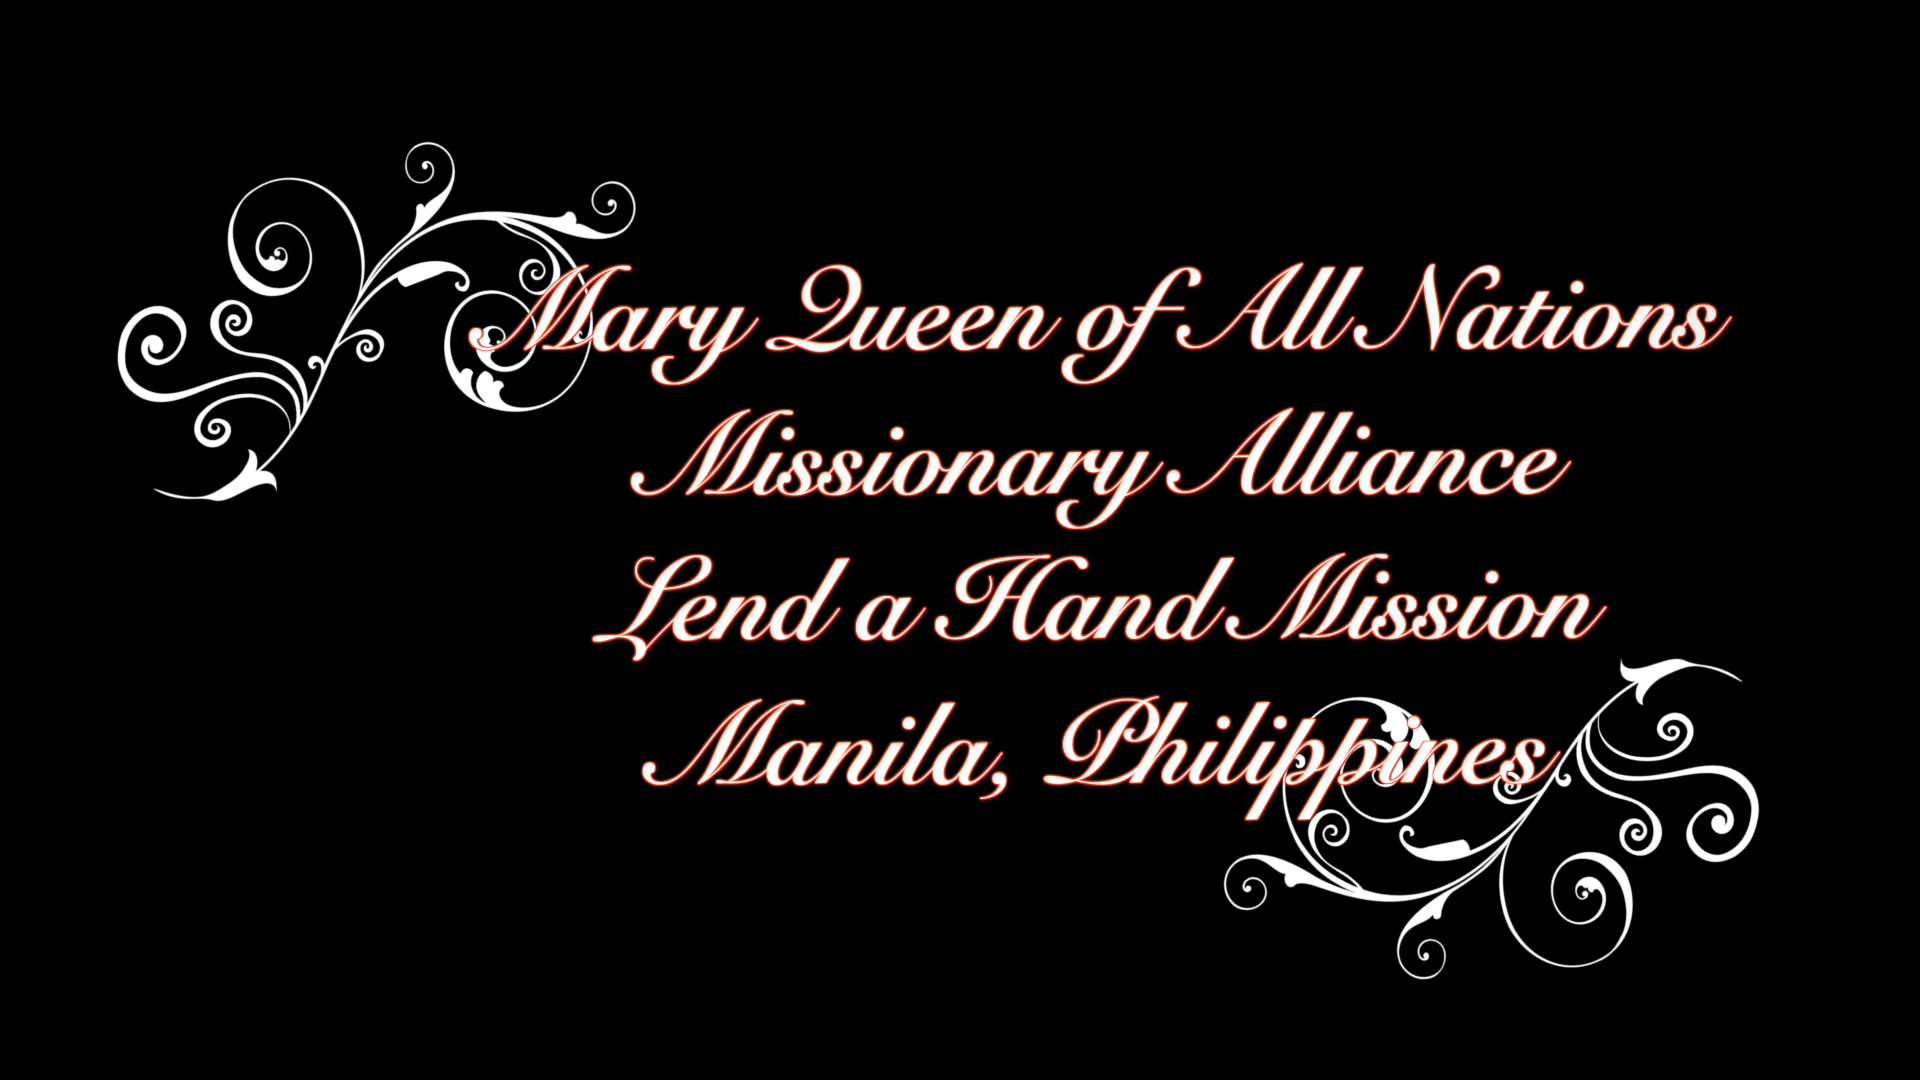 Mary Queen of All Nations
Missionary Alliance
Lend a Hand Mission
Manila, Philippines